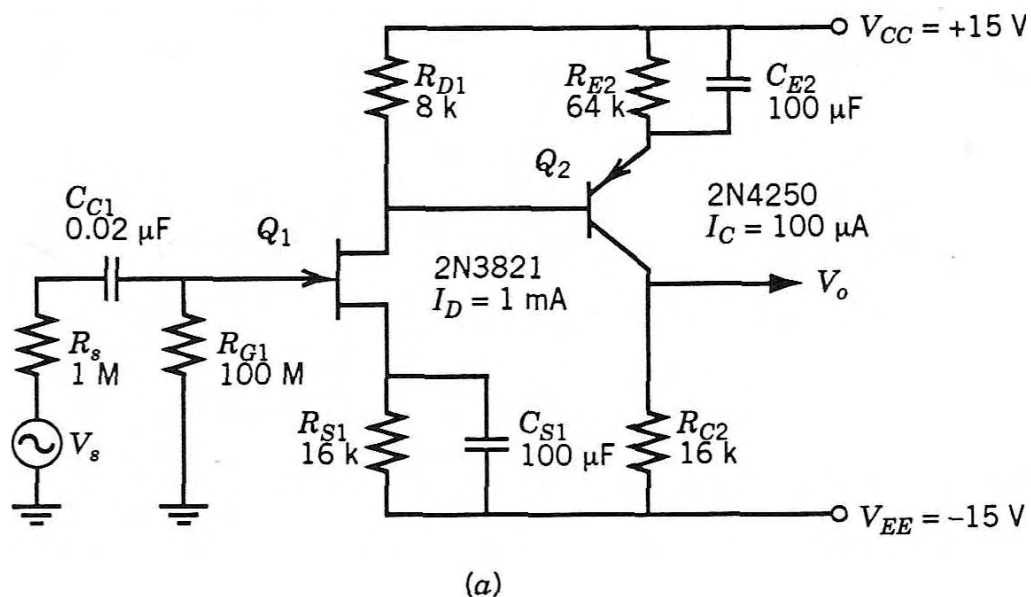 V_CC = +15 V
R_D1
8 k
R_E2
64 k
C_E2
100 μF
Q_2
C_C1
0.02 μF
Q_1
2N4250
I_C = 100 μA
2N3821
I_D = 1 mA
V_o
R_s
1 M
R_G1
100 M
V_s
R_S1
16 k
C_S1
100 μF
R_C2
16 k
V_EE = –15 V
(a)